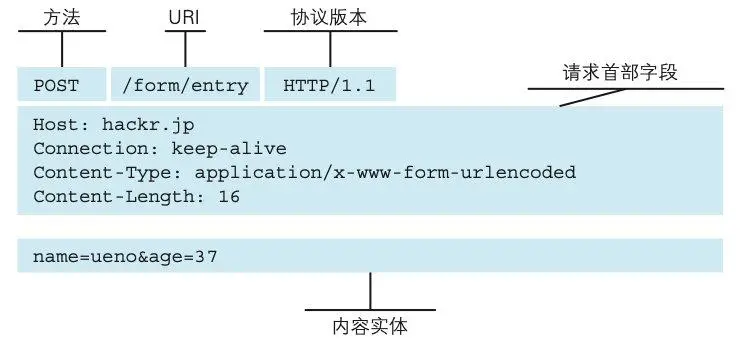 方法 URI 协议版本
请求首部字段
POST /form/entry HTTP/1.1
Host: hackr.jp
Connection: keep-alive
Content-Type: application/x-www-form-urlencoded
Content-Length: 16
name=ueno&age=37
内容实体